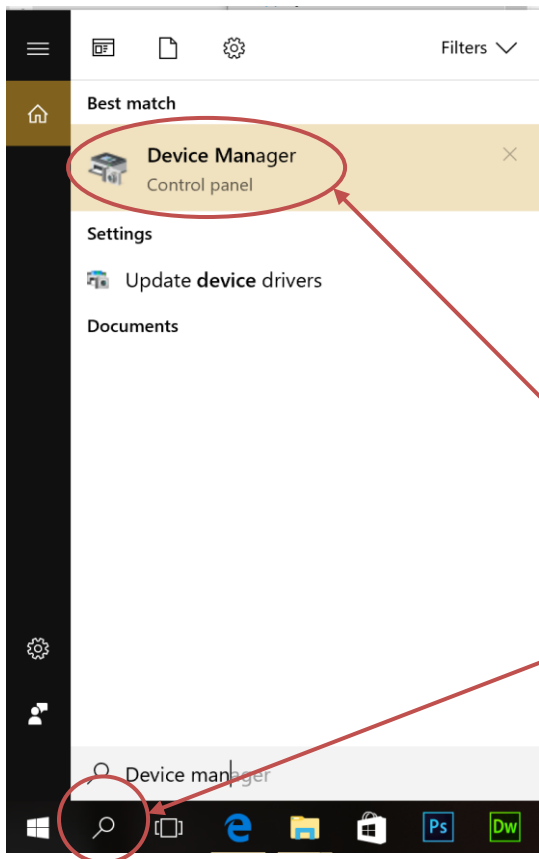 Filters
Best match
Device Manager
Control panel
Settings
Update device drivers
Documents
Device manager
Ps
Dw